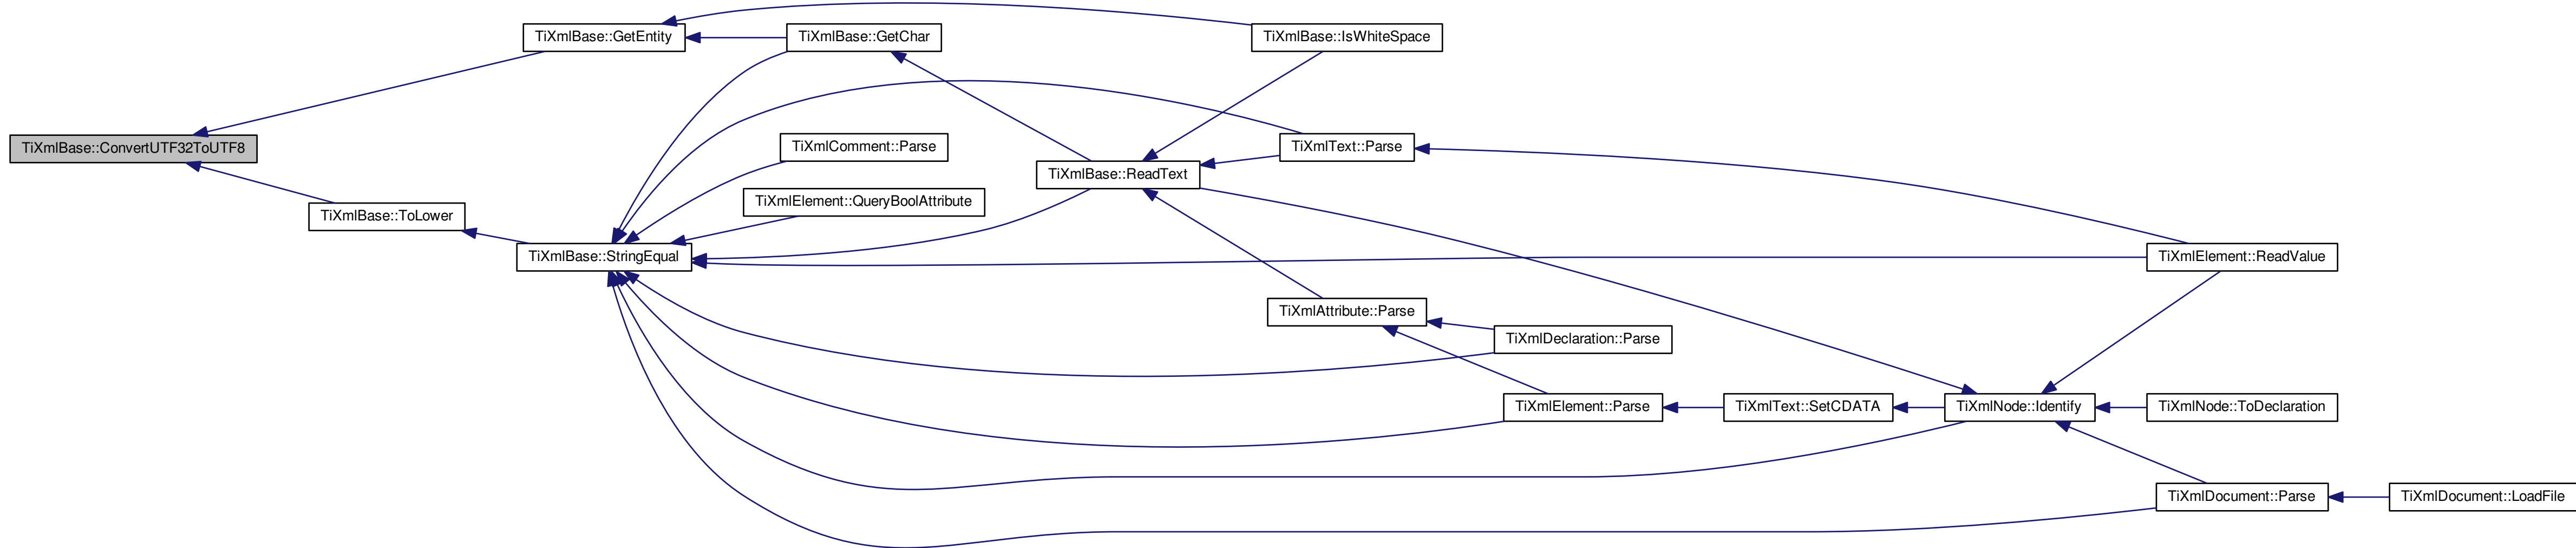 TiXmlBase::GetEntity
TiXmlBase::GetChar
TiXmlBase::IsWhiteSpace
TiXmlBase::ConvertUTF32ToUTF8
TiXmlComment::Parse
TiXmlText::Parse
TiXmlBase::ReadText
TiXmlElement::QueryBoolAttribute
TiXmlBase::ToLower
TiXmlBase::StringEqual
TiXmlElement::ReadValue
TiXmlAttribute::Parse
TiXmlDeclaration::Parse
TiXmlElement::Parse
TiXmlText::SetCDATA
TiXmlNode::Identify
TiXmlNode::ToDeclaration
TiXmlDocument::Parse
TiXmlDocument::LoadFile